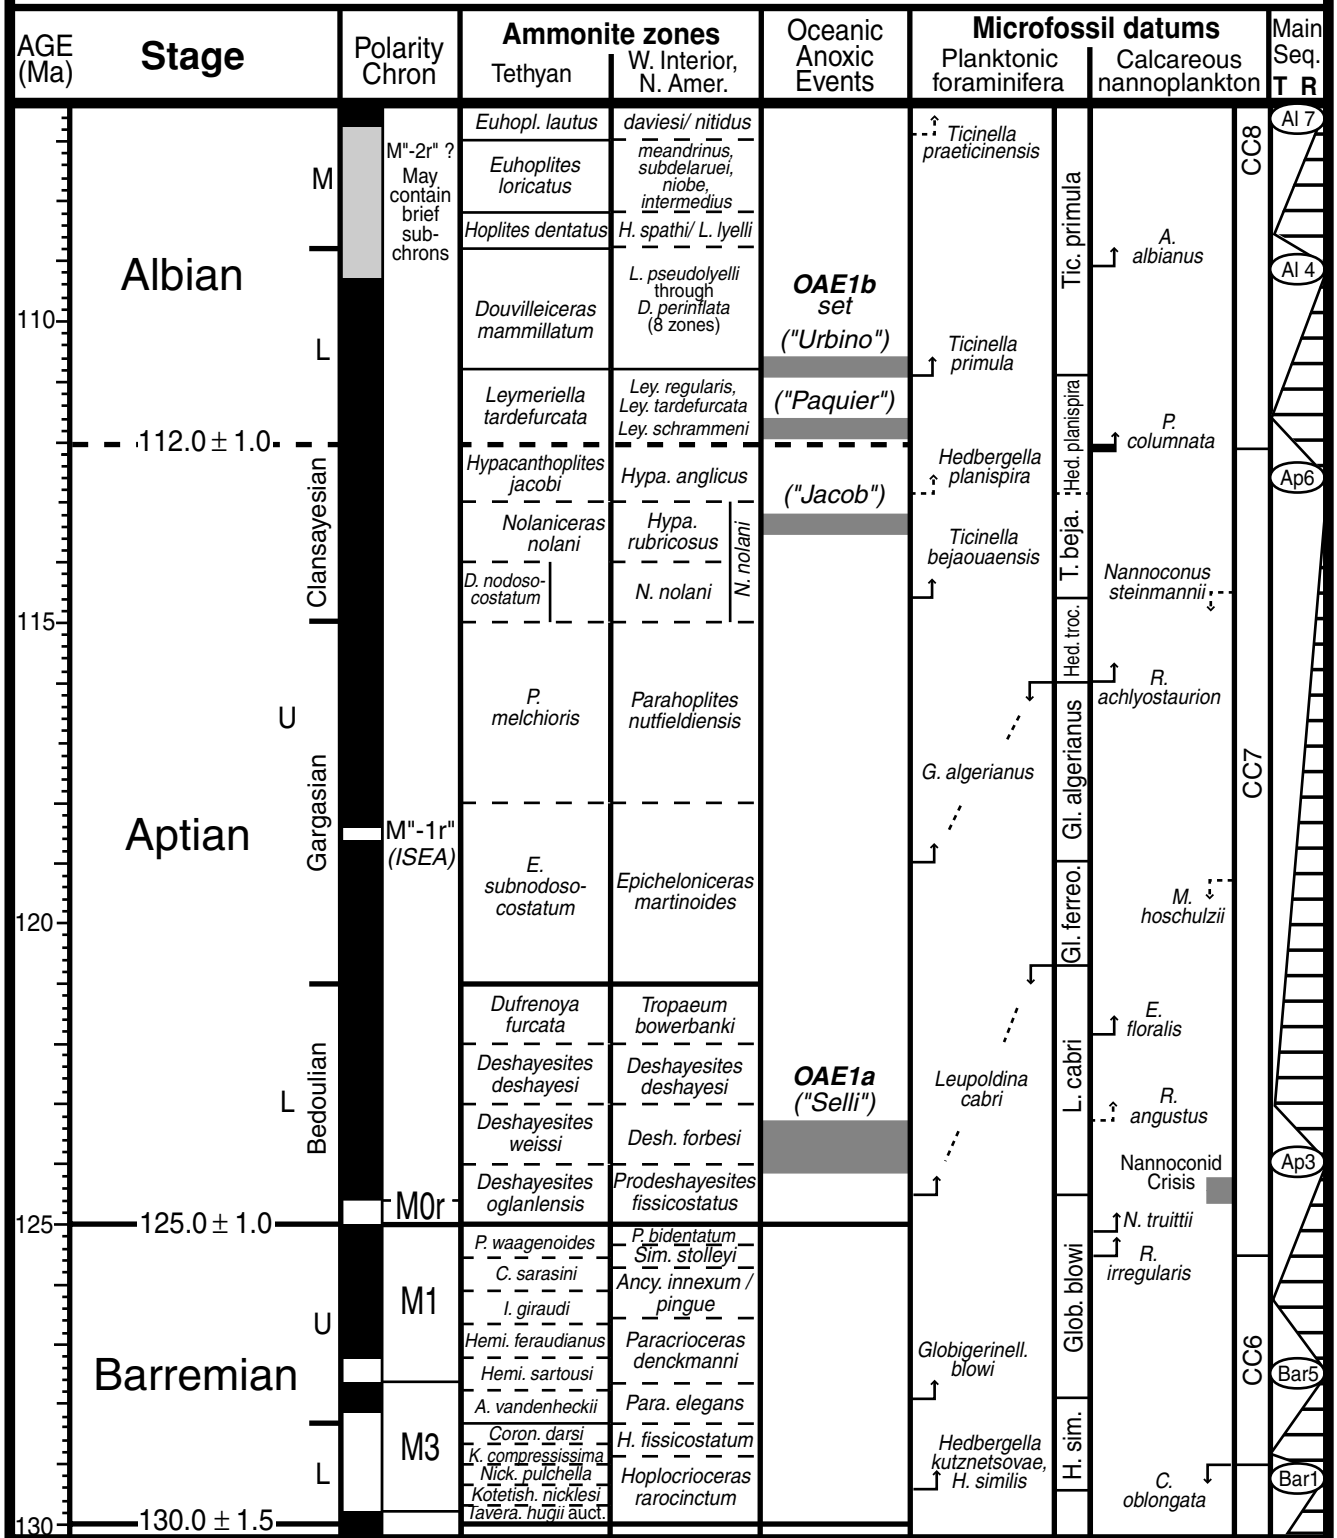 AGE
(Ma)
Stage
Polarity
Chron
Ammonite zones
Tethyan
W. Interior,
N. Amer.
Oceanic
Anoxic
Events
Microfossil datums
Planktonic
foraminifera
Calcareous
nannoplankton
Main
Seq.
T R
110
115
120
125
130
Albian
M
L
112.0 ± 1.0
Aptian
U
L
Clansayesian
Gargasian
Bedoulian
125.0 ± 1.0
Barremian
U
L
130.0 ± 1.5
M"-2r" ?
May
contain
brief
sub-
chrons
M"-1r"
(ISEA)
M0r
M1
M3
Euhopl. lautus
Euhoplites
loricatus
Hoplites dentatus
Douvilleiceras
mammillatum
Leymeriella
tardefurcata
Hypacanthoplites
jacobi
Nolaniceras
nolani
D. nodoso-
costatum
P.
melchioris
E.
subnodoso-
costatum
Dufrenoya
furcata
Deshayesites
deshayesi
Deshayesites
weissi
Deshayesites
oglanlensis
P. waagenoides
C. sarasini
I. giraudi
Hemi. feraudianus
Hemi. sartousi
A. vandenheckii
Coron. darsi
K. compressissima
Nick. pulchella
Kotetish. nicklesi
Tavera. hugii auct.
daviesi/ nitidus
meandrinus,
subdelaruei,
niobe,
intermedius
H. spathi/ L. lyelli
L. pseudolyelli
through
D. perinflata
(8 zones)
Ley. regularis,
Ley. tardefurcata
Ley. schrammeni
Hypa. anglicus
Hypa.
rubricosus
N. nolani
N. nolani
Parahoplites
nutfieldiensis
Epicheloniceras
martinoides
Tropaeum
bowerbanki
Deshayesites
deshayesi
Desh. forbesi
Prodeshayesites
fissicostatus
P. bidentatum
Sim. stolleyi
Ancy. innexum /
pingue
Paracrioceras
denckmanni
Para. elegans
H. fissicostatum
Hoplocrioceras
rarocinctum
OAE1b
set
("Urbino")
("Paquier")
("Jacob")
OAE1a
("Selli")
Ticinella
praeticinensis
Ticinella
primula
Hedbergella
planispira
Ticinella
bejaouaensis
G. algerianus
Leupoldina
cabri
Globigerinell.
blowi
Hedbergella
kutznetsovae,
H. similis
Tic. primula
Hed. planispira
T. beja.
Hed. troc.
Gl. algerianus
Gl. ferreo.
L. cabri
Glob. blowi
H. sim.
A.
albianus
P.
columnata
Nannoconus
steinmannii
R.
achlyostaurion
M.
hoschulzii
E.
floralis
R.
angustus
Nannoconid
Crisis
N. truittii
R.
irregularis
C.
oblongata
CC8
CC7
CC6
Al 7
Al 4
Ap6
Ap3
Bar5
Bar1